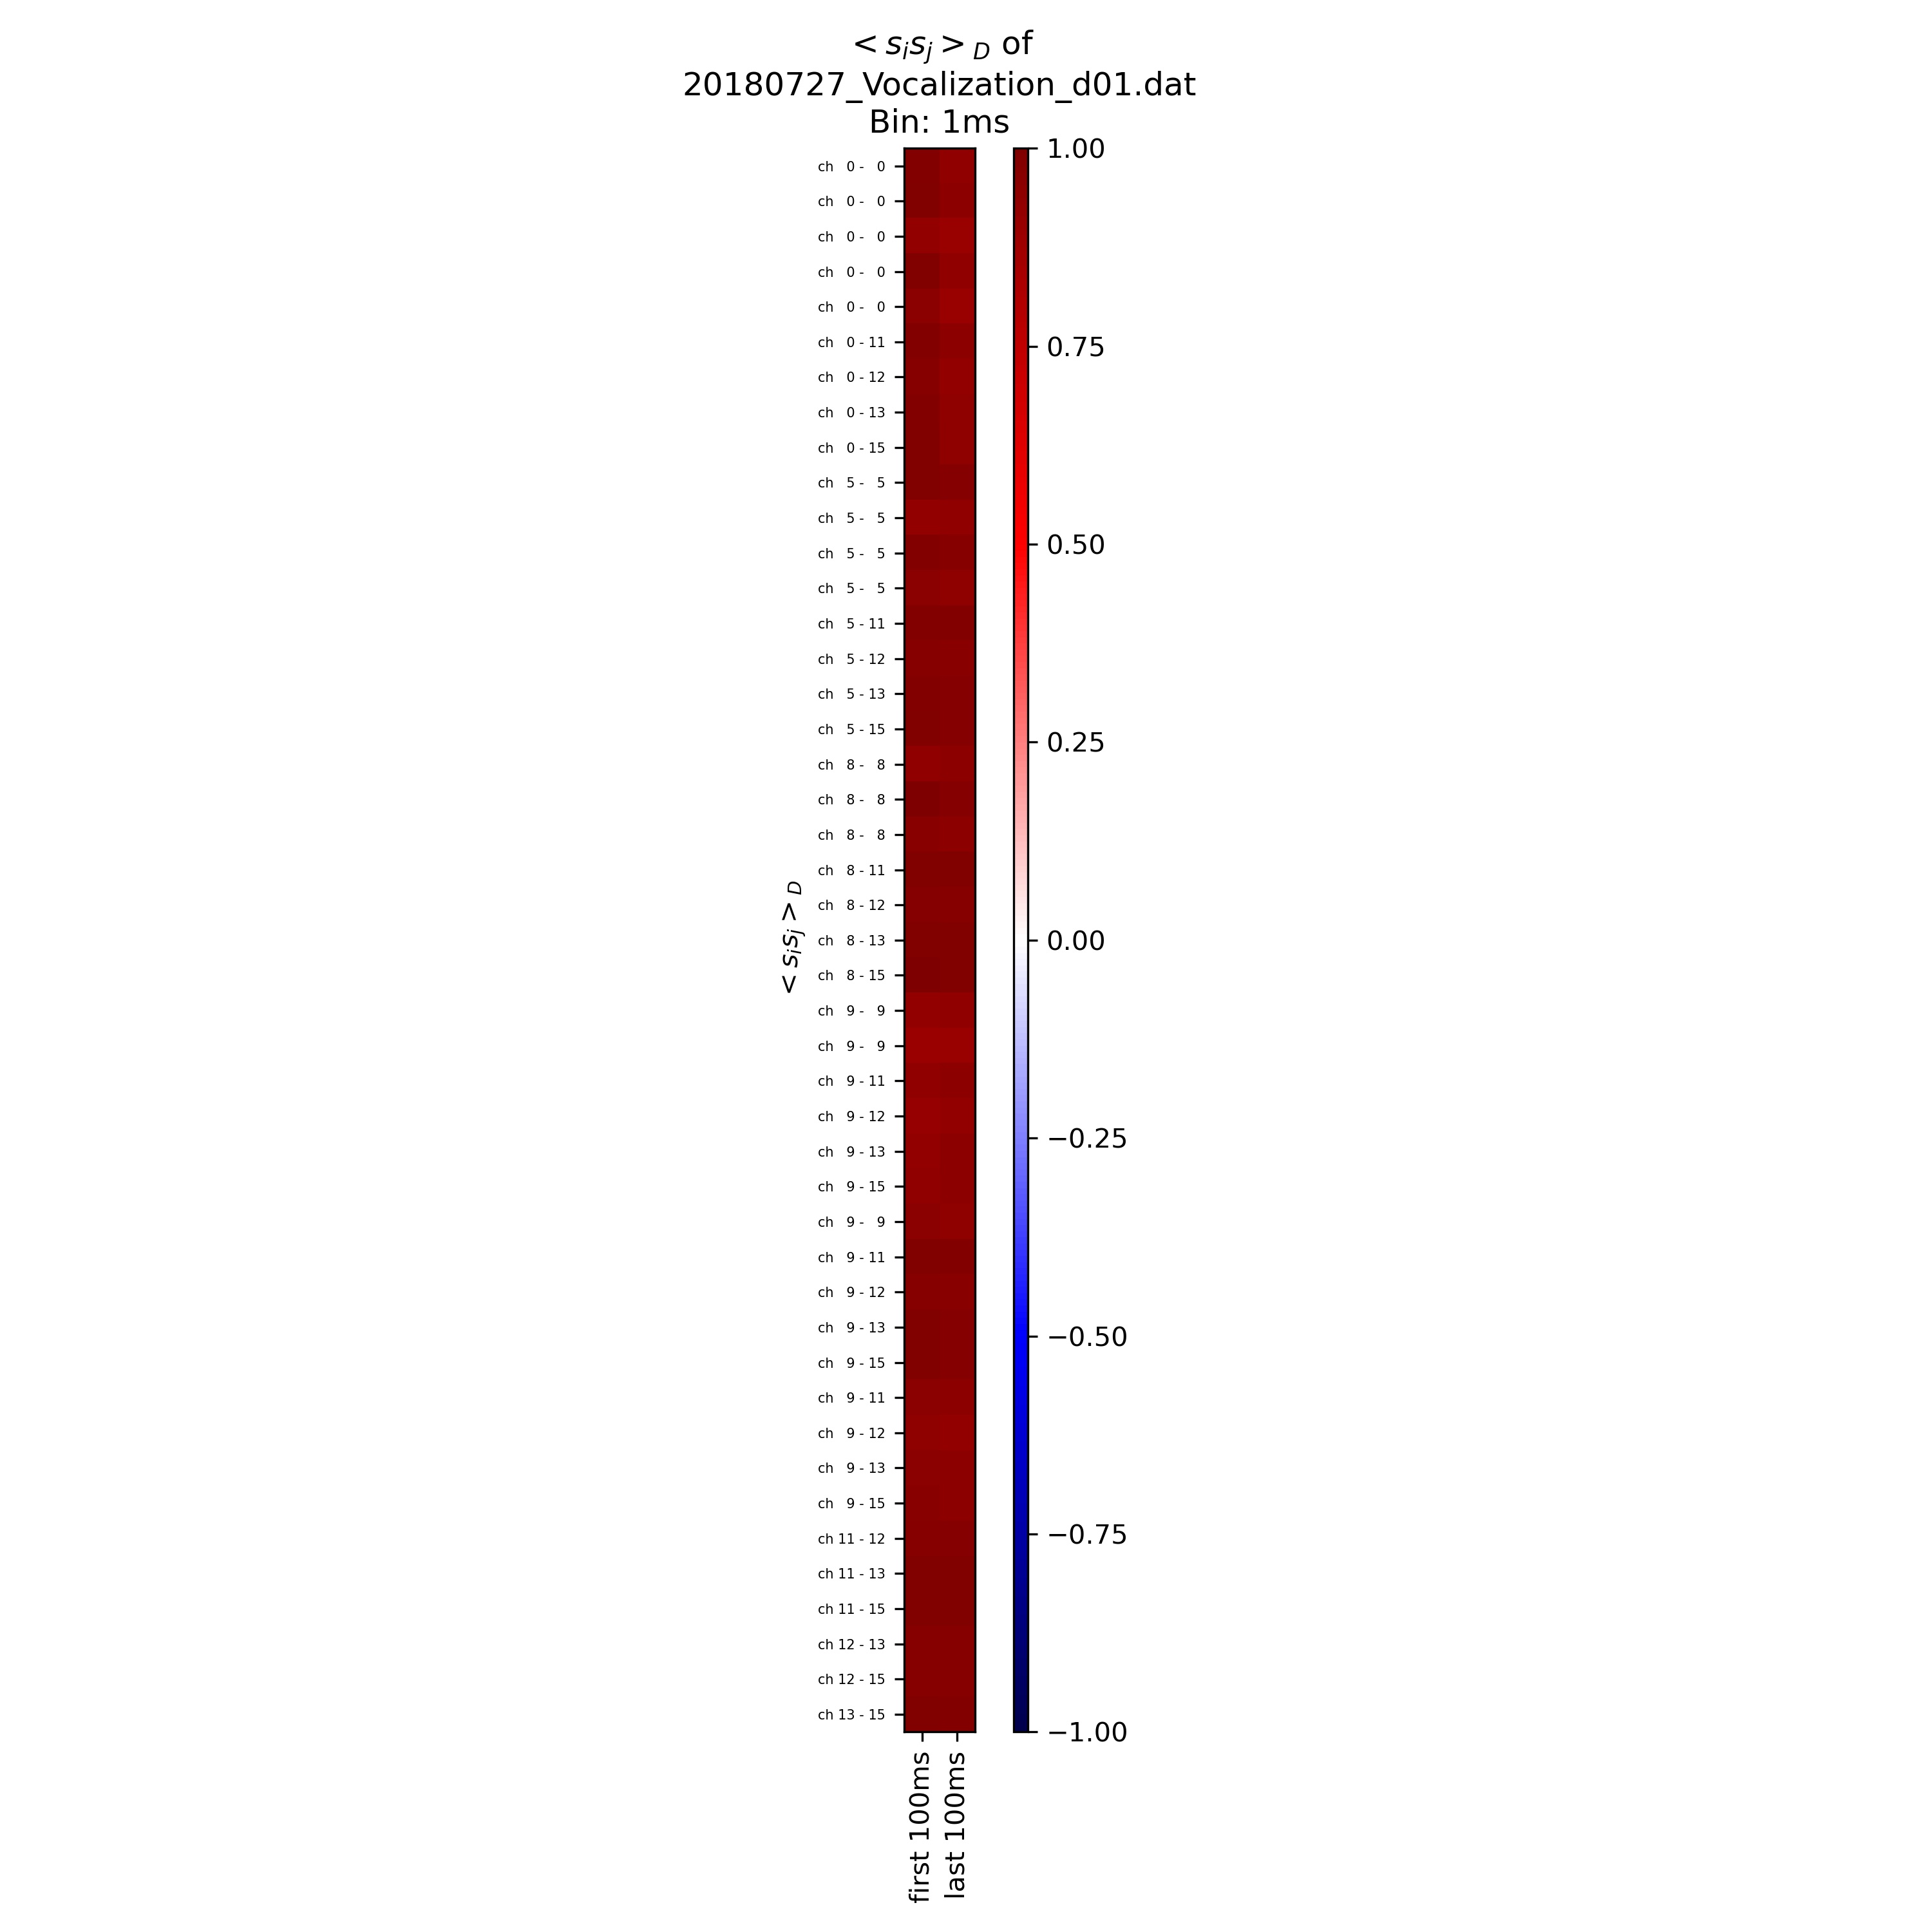 < s_i s_j >_D of
20180727_Vocalization_d01.dat
Bin: 1ms
ch 0 - 0
ch 0 - 0
ch 0 - 0
ch 0 - 0
ch 0 - 0
ch 0 - 11
ch 0 - 12
ch 0 - 13
ch 0 - 15
ch 5 - 5
ch 5 - 5
ch 5 - 5
ch 5 - 5
ch 5 - 11
ch 5 - 12
ch 5 - 13
ch 5 - 15
ch 8 - 8
ch 8 - 8
ch 8 - 8
ch 8 - 11
ch 8 - 12
ch 8 - 13
ch 8 - 15
ch 9 - 9
ch 9 - 9
ch 9 - 11
ch 9 - 12
ch 9 - 13
ch 9 - 15
ch 9 - 9
ch 9 - 11
ch 9 - 12
ch 9 - 13
ch 9 - 15
ch 9 - 11
ch 9 - 12
ch 9 - 13
ch 9 - 15
ch 11 - 12
ch 11 - 13
ch 11 - 15
ch 12 - 13
ch 12 - 15
ch 13 - 15
< s_i s_j >_D
first 100ms
last 100ms
1.00
0.75
0.50
0.25
0.00
−0.25
−0.50
−0.75
−1.00